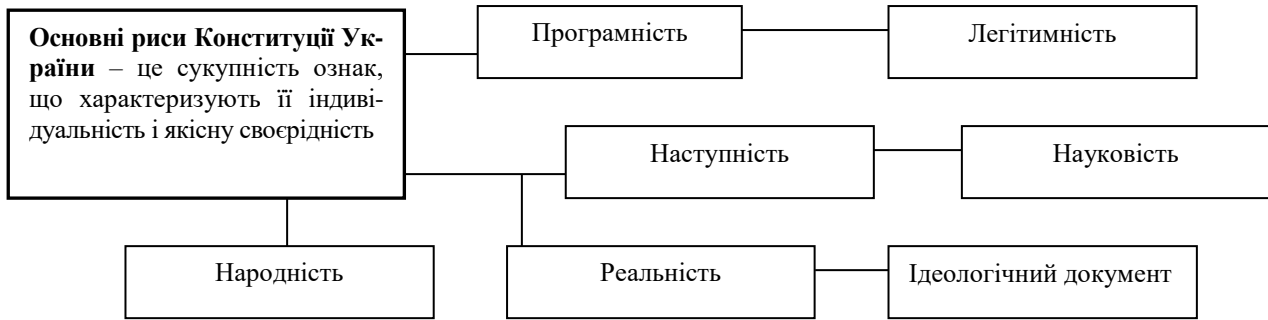 Основні риси Конституції Ук-
раїни – це сукупність ознак,
що характеризують її індиві-
дуальність і якісну своєрідність
Програмність
Легітимність
Наступність
Науковість
Народність
Реальність
Ідеологічний документ